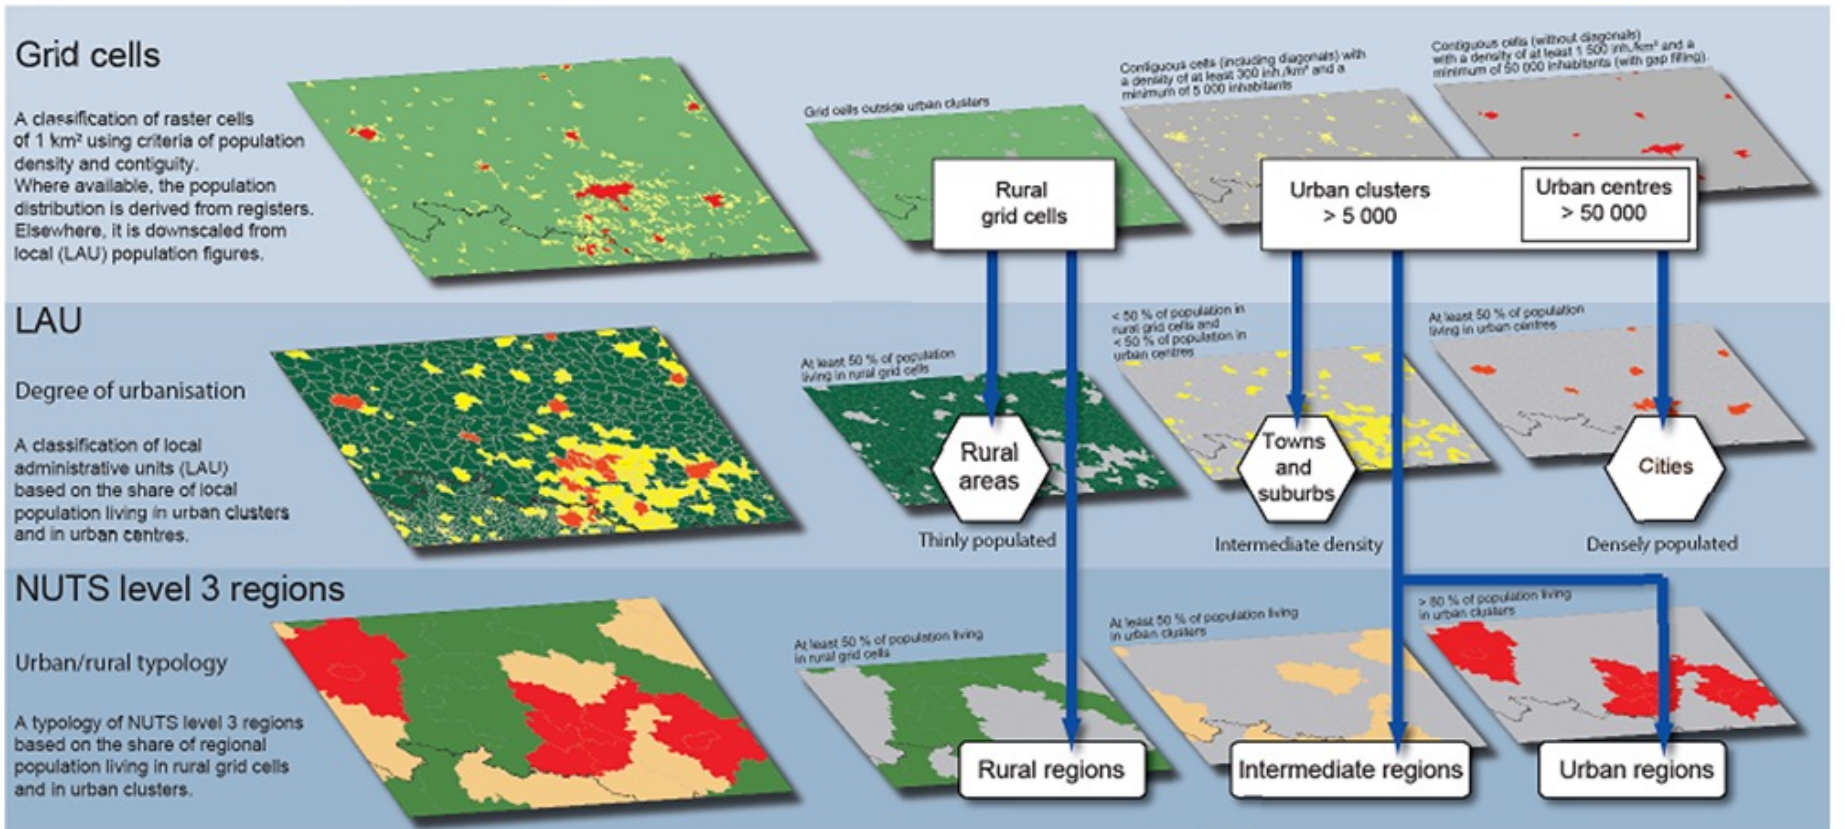 Grid cells
A classification of raster cells
of 1 km² using criteria of population
density and contiguity.
Where available, the population
distribution is derived from registers.
Elsewhere, it is downscaled from
local (LAU) population figures.
Grid cells outside urban clusters
Contiguous cells (including diagonals) with
a density of at least 300 inh./km² and a
minimum of 5 000 inhabitants
Contiguous cells (without diagonals)
with a density of at least 1 500 inh./km² and a
minimum of 50 000 inhabitants (with gap filling).
Rural
grid cells
Urban clusters
> 5 000
Urban centres
> 50 000
LAU
Degree of urbanisation
A classification of local
administrative units (LAU)
based on the share of local
population living in urban clusters
and in urban centres.
At least 50 % of population
living in rural grid cells
< 50 % of population in
rural grid cells and
< 50 % of population in
urban centres
At least 50 % of population
living in urban centres
Rural
areas
Towns
and
suburbs
Cities
Thinly populated
Intermediate density
Densely populated
NUTS level 3 regions
Urban/rural typology
A typology of NUTS level 3 regions
based on the share of regional
population living in rural grid cells
and in urban clusters.
At least 50 % of population living
in rural grid cells
At least 50 % of population living
in urban clusters
> 80 % of population living
in urban clusters
Rural regions
Intermediate regions
Urban regions